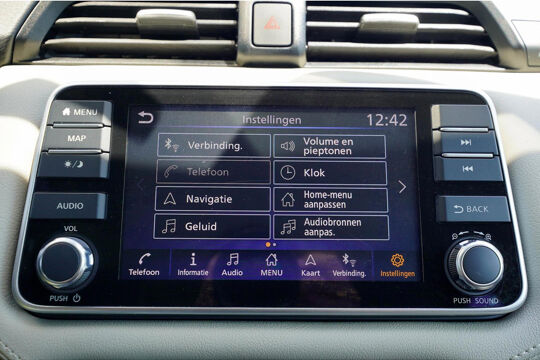 MENU
MAP
AUDIO
VOL
PUSH
Instellingen
12:42
Verbinding.
Volume en
pieptonen
Telefoon
Klok
Navigatie
Home-menu
aanpassen
Geluid
Audiobronnen
aanpas.
Telefoon
Informatie
Audio
MENU
Kaart
Verbinding.
Instellingen
BACK
PUSH SOUND